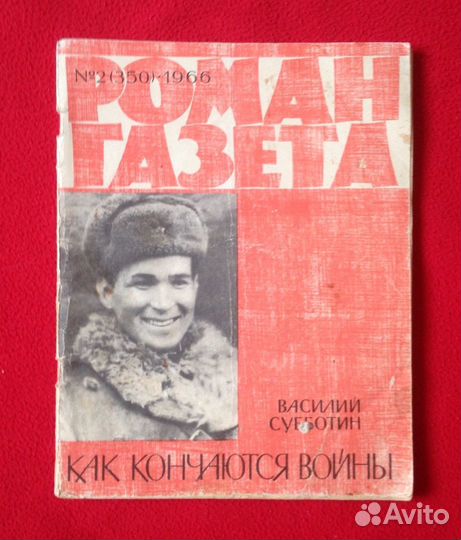 №2(350)-1966
РОМАН
ГАЗЕТА
ВАСИЛИЙ
СУББОТИН
КАК КОНЧАЮТСЯ ВОЙНЫ
Avito